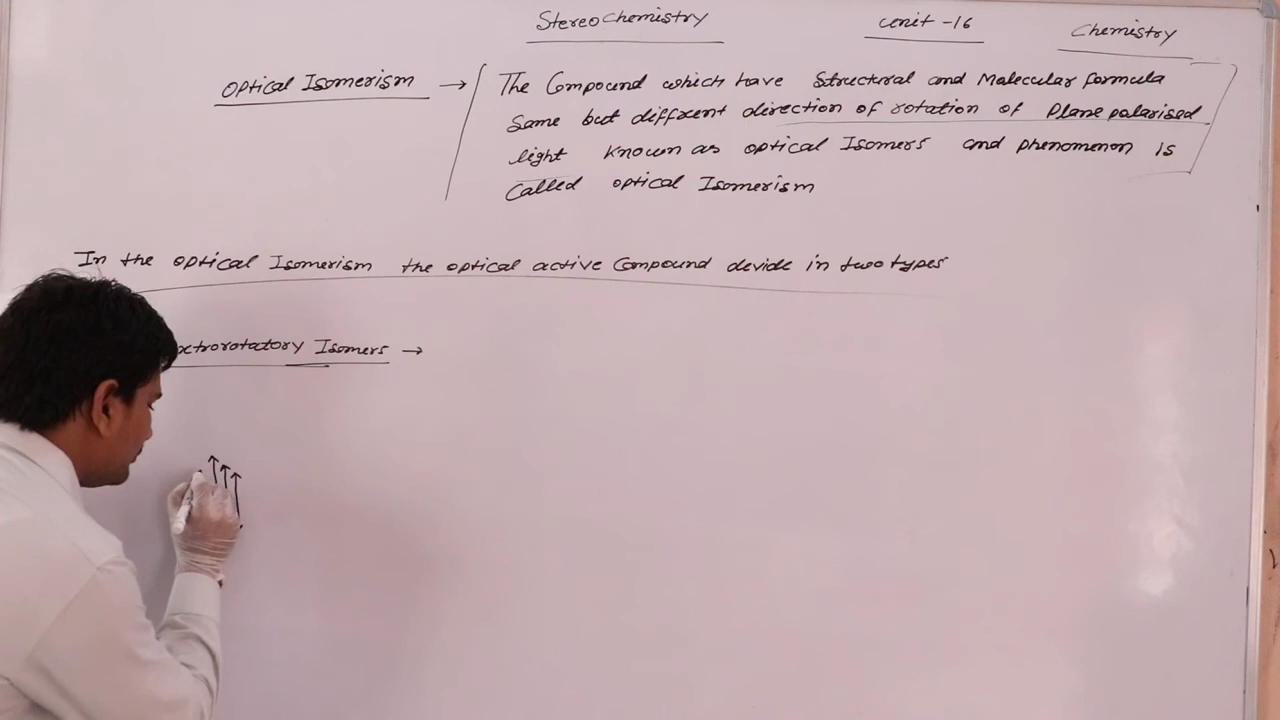 Stereochemistry Unit -16 Chemistry
Optical Isomerism → The Compound which have Structural and Molecular formula
Same but different direction of rotation of Plane polarised
light known as optical Isomers and phenomenon is
Called optical Isomerism
In the optical Isomerism the optical active Compound devide in two types
Isomers →